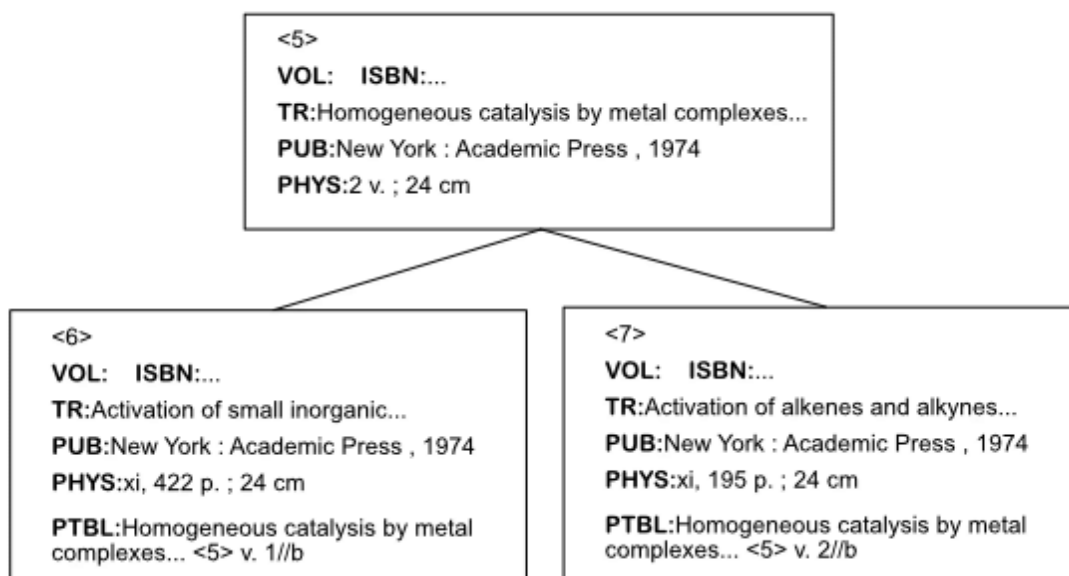 <5>
VOL: ISBN:...
TR:Homogeneous catalysis by metal complexes...
PUB:New York : Academic Press , 1974
PHYS:2 v. ; 24 cm
<6>
VOL: ISBN:...
TR:Activation of small inorganic...
PUB:New York : Academic Press , 1974
PHYS:xi, 422 p. ; 24 cm
PTBL:Homogeneous catalysis by metal
complexes... <5> v. 1//b
<7>
VOL: ISBN:...
TR:Activation of alkenes and alkynes...
PUB:New York : Academic Press , 1974
PHYS:xi, 195 p. ; 24 cm
PTBL:Homogeneous catalysis by metal
complexes... <5> v. 2//b